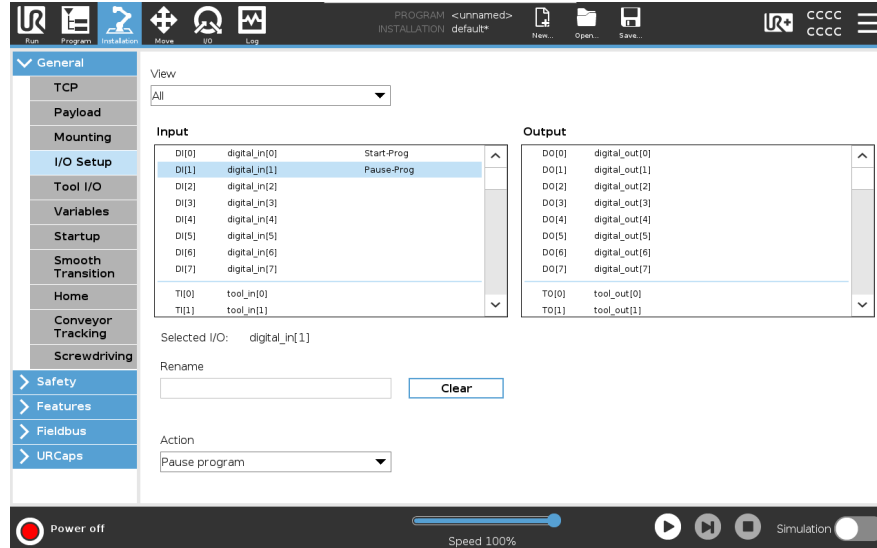 UR
PROGRAM <unnamed>
INSTALLATION default*
UR+ CCCC
CCCC
Run Program Installation Move I/O Log New... Open... Save...
General
TCP
Payload
Mounting
I/O Setup
Tool I/O
Variables
Startup
Smooth
Transition
Home
Conveyor
Tracking
Screwdriving
Safety
Features
Fieldbus
URCaps
View
All
Input
DI[0] digital_in[0] Start-Prog
DI[1] digital_in[1] Pause-Prog
DI[2] digital_in[2]
DI[3] digital_in[3]
DI[4] digital_in[4]
DI[5] digital_in[5]
DI[6] digital_in[6]
DI[7] digital_in[7]
TI[0] tool_in[0]
TI[1] tool_in[1]
Output
DO[0] digital_out[0]
DO[1] digital_out[1]
DO[2] digital_out[2]
DO[3] digital_out[3]
DO[4] digital_out[4]
DO[5] digital_out[5]
DO[6] digital_out[6]
DO[7] digital_out[7]
TO[0] tool_out[0]
TO[1] tool_out[1]
Selected I/O: digital_in[1]
Rename
Clear
Action
Pause program
Power off
Speed 100%
Simulation